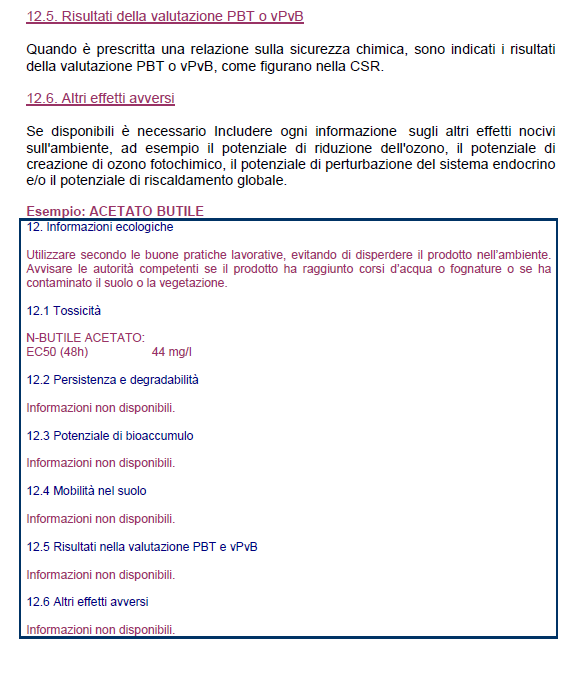 12.5. Risultati della valutazione PBT o vPvB
Quando è prescritta una relazione sulla sicurezza chimica, sono indicati i risultati
della valutazione PBT o vPvB, come figurano nella CSR.
12.6. Altri effetti avversi
Se disponibili è necessario Includere ogni informazione sugli altri effetti nocivi
sull'ambiente, ad esempio il potenziale di riduzione dell'ozono, il potenziale di
creazione di ozono fotochimico, il potenziale di perturbazione del sistema endocrino
e/o il potenziale di riscaldamento globale.
Esempio: ACETATO BUTILE
12. Informazioni ecologiche
Utilizzare secondo le buone pratiche lavorative, evitando di disperdere il prodotto nell'ambiente.
Avvisare le autorità competenti se il prodotto ha raggiunto corsi d'acqua o fognature o se ha
contaminato il suolo o la vegetazione.
12.1 Tossicità
N-BUTILE ACETATO:
EC50 (48h) 44 mg/l
12.2 Persistenza e degradabilità
Informazioni non disponibili.
12.3 Potenziale di bioaccumulo
Informazioni non disponibili.
12.4 Mobilità nel suolo
Informazioni non disponibili.
12.5 Risultati nella valutazione PBT e vPvB
Informazioni non disponibili.
12.6 Altri effetti avversi
Informazioni non disponibili.